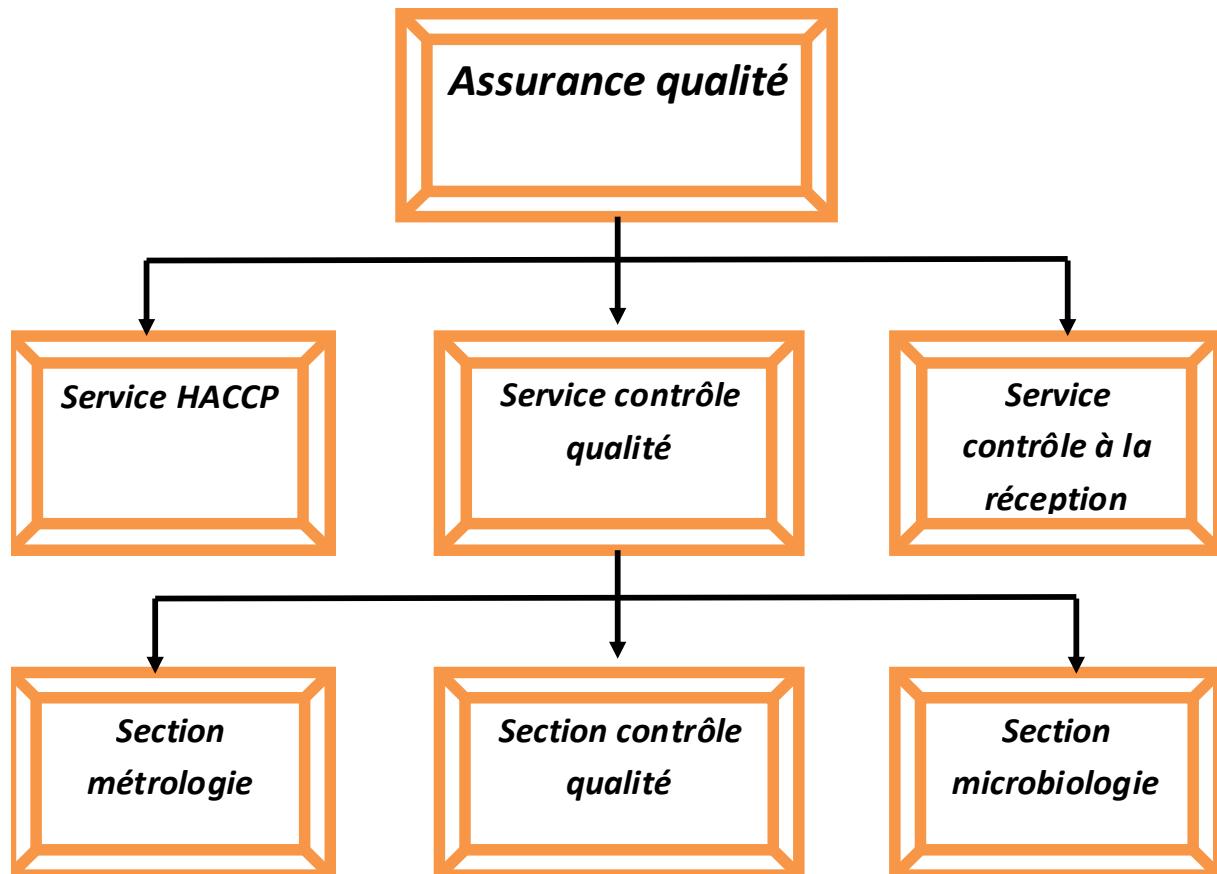 Assurance qualité
Service HACCP
Service contrôle
qualité
Service
contrôle à la
réception
Section
métrologie
Section contrôle
qualité
Section
microbiologie